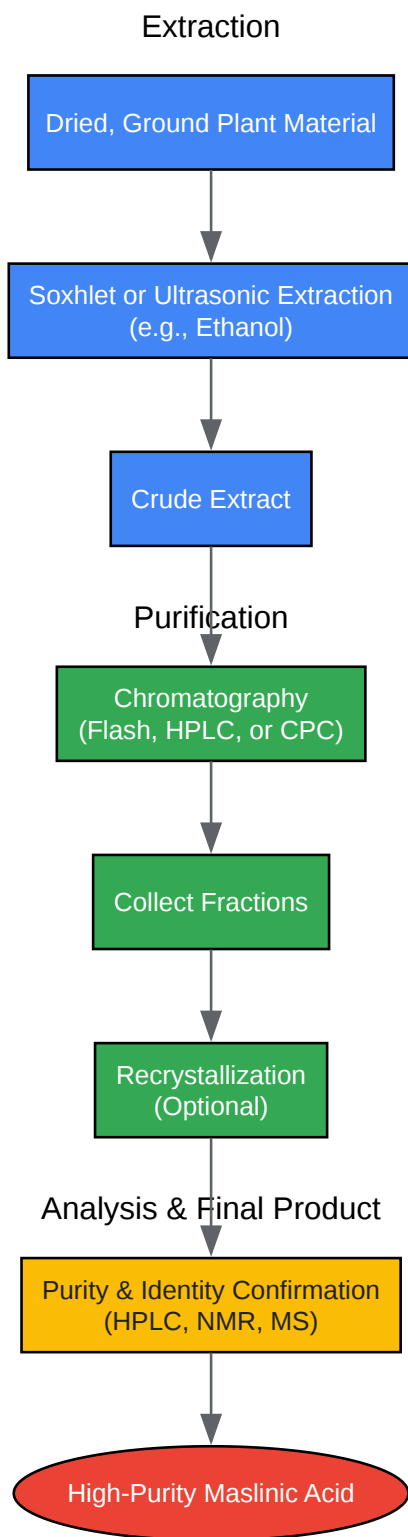 Extraction
Dried, Ground Plant Material
Soxhlet or Ultrasonic Extraction
(e.g., Ethanol)
Crude Extract
Purification
Chromatography
(Flash, HPLC, or CPC)
Collect Fractions
Recrystallization
(Optional)
Analysis & Final Product
Purity & Identity Confirmation
(HPLC, NMR, MS)
High-Purity Maslinic Acid